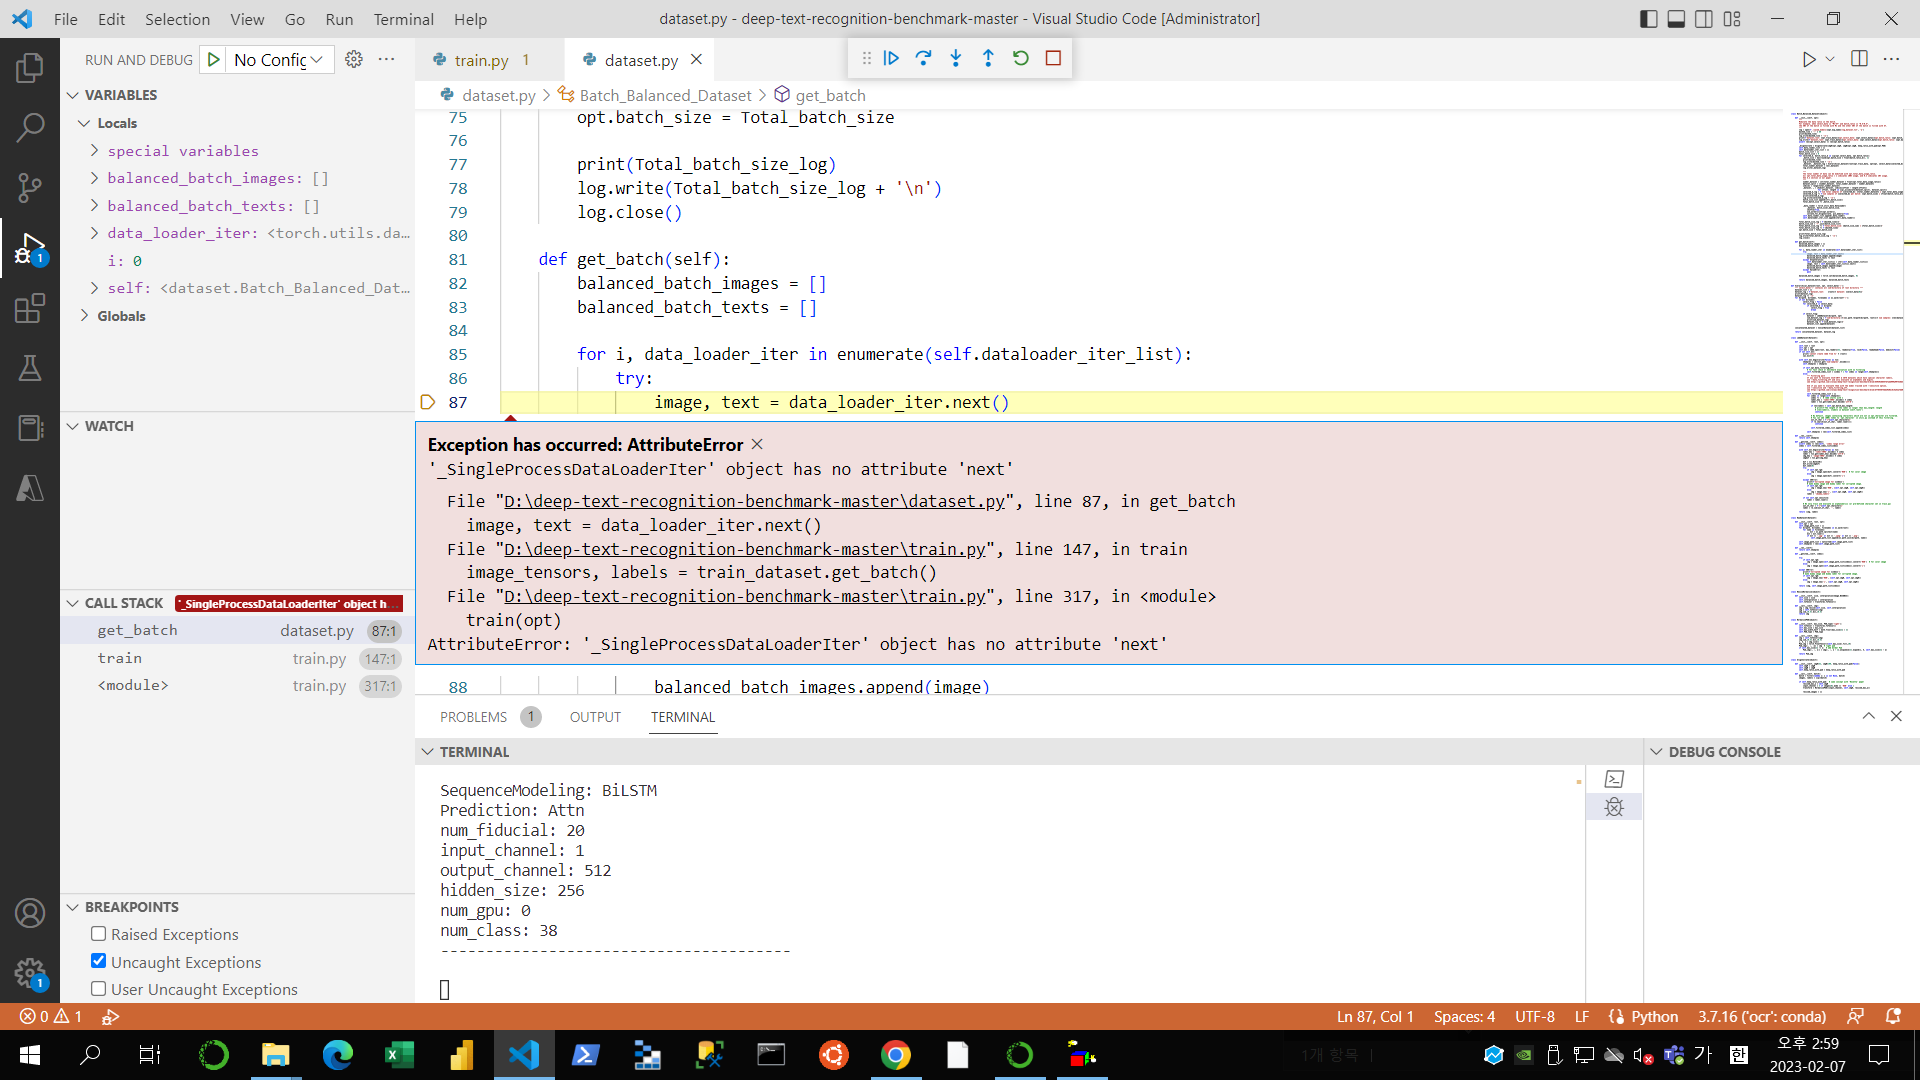 File Edit Selection View Go Run Terminal Help
dataset.py - deep-text-recognition-benchmark-master - Visual Studio Code [Administrator]
RUN AND DEBUG No Config
train.py 1
dataset.py
dataset.py > Batch_Balanced_Dataset > get_batch
VARIABLES
Locals
special variables
balanced_batch_images: []
balanced_batch_texts: []
data_loader_iter: <torch.utils.da…
i: 0
self: <dataset.Batch_Balanced_Dat…
Globals
WATCH
CALL STACK '_SingleProcessDataLoaderIter' object h…
get_batch dataset.py 87:1
train train.py 147:1
<module> train.py 317:1
BREAKPOINTS
Raised Exceptions
Uncaught Exceptions
User Uncaught Exceptions
1
1
75 opt.batch_size = Total_batch_size
76
77 print(Total_batch_size_log)
78 log.write(Total_batch_size_log + '\n')
79 log.close()
80
81 def get_batch(self):
82 balanced_batch_images = []
83 balanced_batch_texts = []
84
85 for i, data_loader_iter in enumerate(self.dataloader_iter_list):
86 try:
87 image, text = data_loader_iter.next()
Exception has occurred: AttributeError
'_SingleProcessDataLoaderIter' object has no attribute 'next'
File "D:\deep-text-recognition-benchmark-master\dataset.py", line 87, in get_batch
image, text = data_loader_iter.next()
File "D:\deep-text-recognition-benchmark-master\train.py", line 147, in train
image_tensors, labels = train_dataset.get_batch()
File "D:\deep-text-recognition-benchmark-master\train.py", line 317, in <module>
train(opt)
AttributeError: '_SingleProcessDataLoaderIter' object has no attribute 'next'
88 balanced_batch_images.append(image)
PROBLEMS 1 OUTPUT TERMINAL
TERMINAL
DEBUG CONSOLE
SequenceModeling: BiLSTM
Prediction: Attn
num_fiducial: 20
input_channel: 1
output_channel: 512
hidden_size: 256
num_gpu: 0
num_class: 38
---------------------------------------
0 1
Ln 87, Col 1 Spaces: 4 UTF-8 LF Python 3.7.16 ('ocr': conda)
1개 항목
가 한
오후 2:59
2023-02-07